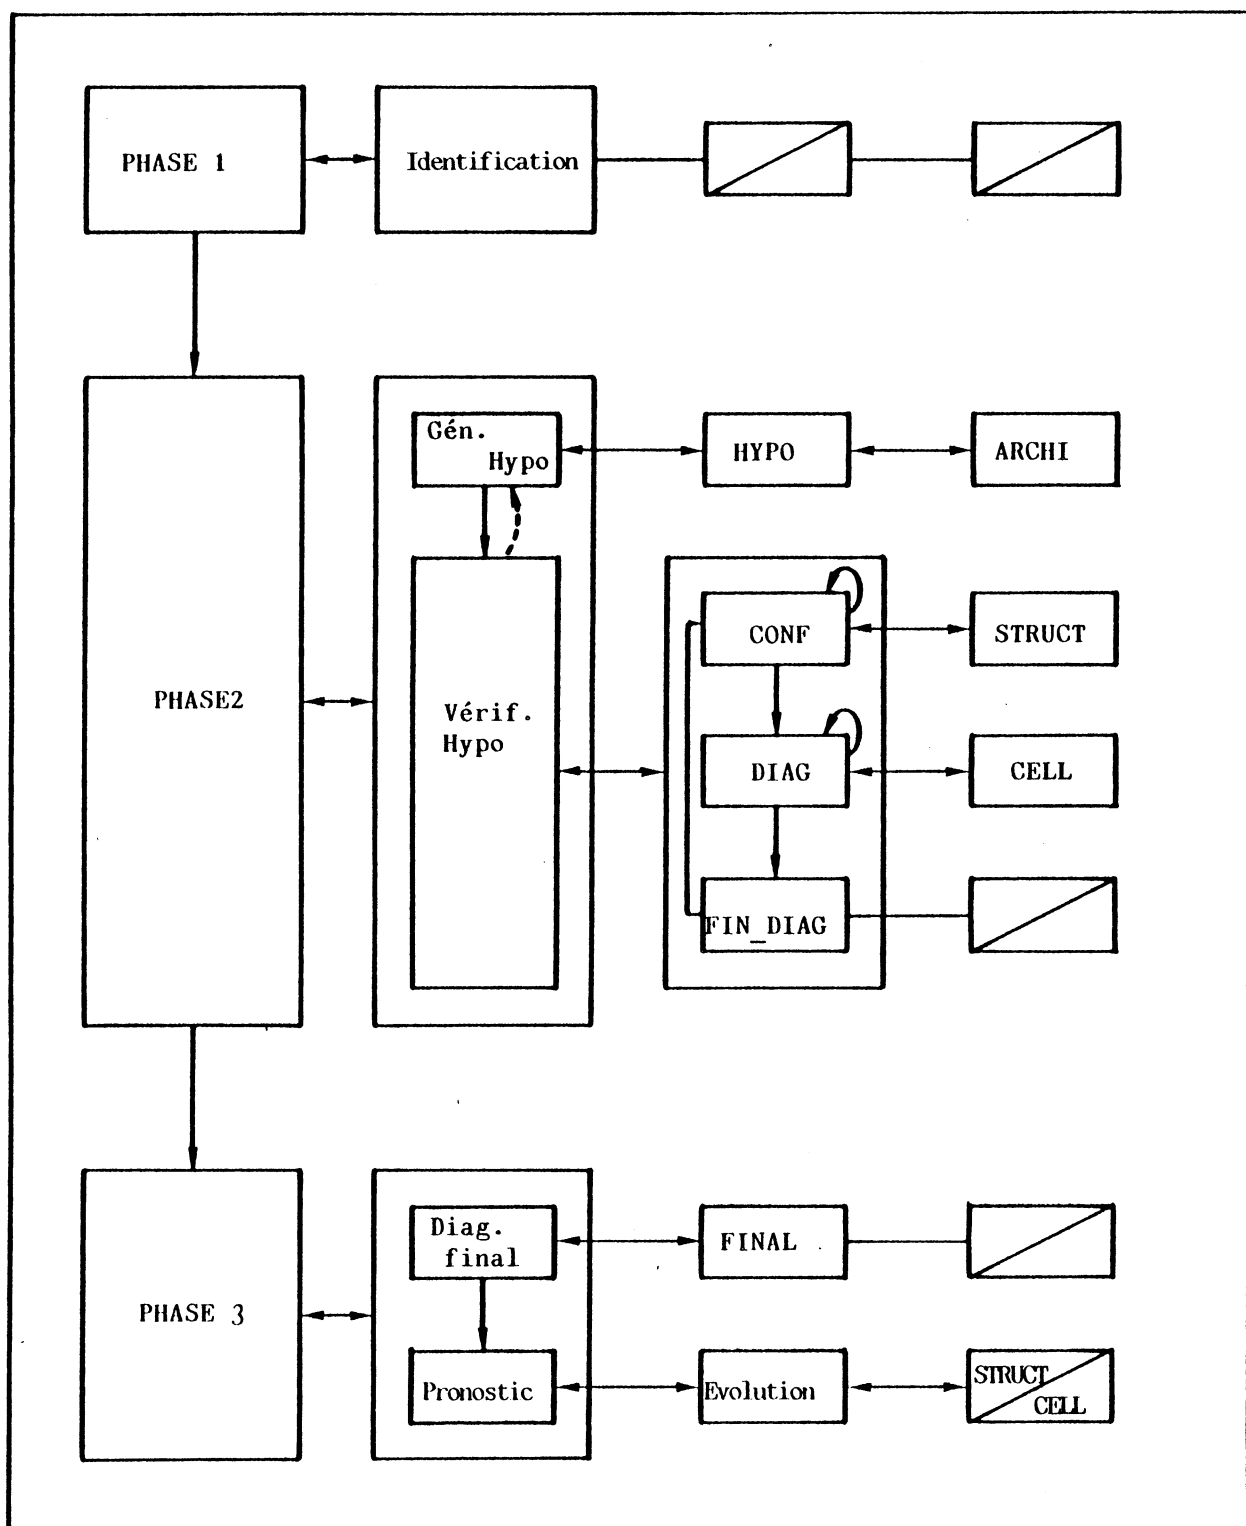 PHASE 1
Identification
Gén.
Hypo
HYPO
ARCHI
CONF
STRUCT
PHASE2
Vérif.
Hypo
DIAG
CELL
FIN_DIAG
Diag.
final
FINAL
PHASE 3
Pronostic
Evolution
STRUCT
CELL